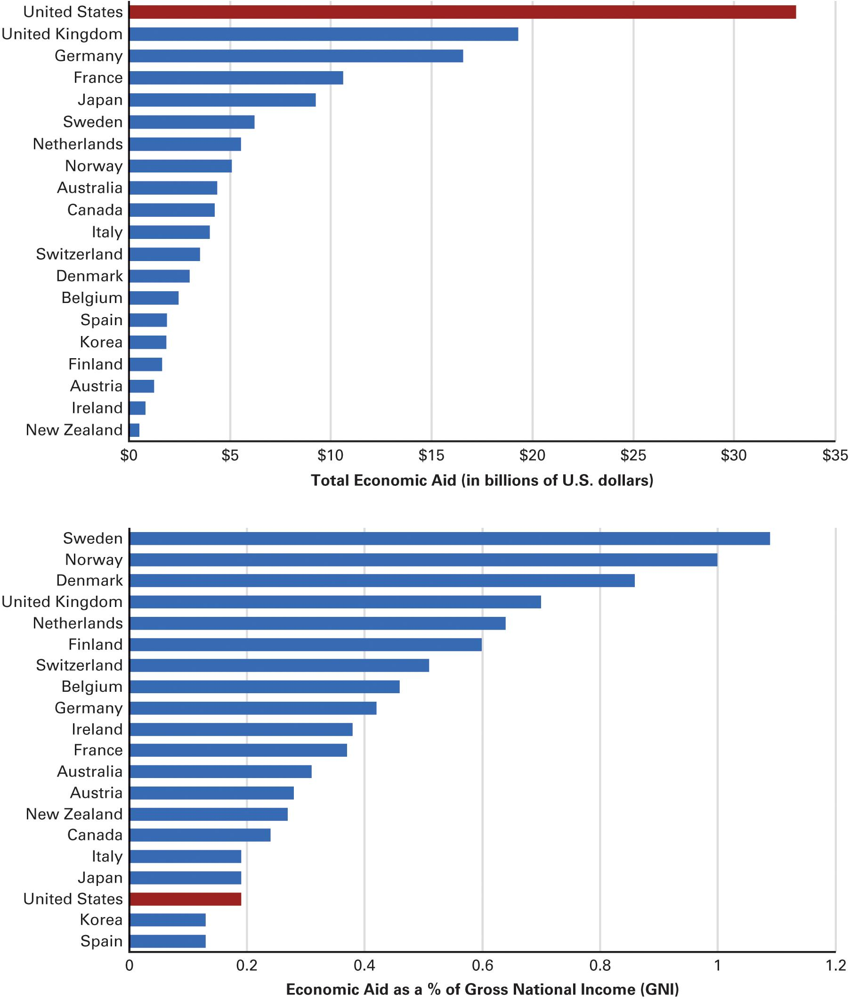 United States
United Kingdom
Germany
France
Japan
Sweden
Netherlands
Norway
Australia
Canada
Italy
Switzerland
Denmark
Belgium
Spain
Korea
Finland
Austria
Ireland
New Zealand
$0 $5 $10 $15 $20 $25 $30 $35
Total Economic Aid (in billions of U.S. dollars)
Sweden
Norway
Denmark
United Kingdom
Netherlands
Finland
Switzerland
Belgium
Germany
Ireland
France
Australia
Austria
New Zealand
Canada
Italy
Japan
United States
Korea
Spain
0 0.2 0.4 0.6 0.8 1 1.2
Economic Aid as a % of Gross National Income (GNI)